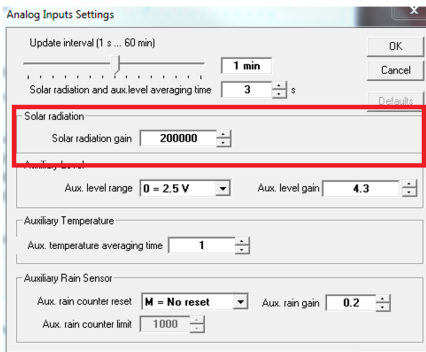 Analog Inputs Settings
X
Update interval (1 s ... 60 min)
1 min
OK
Cancel
Solar radiation and aux.level averaging time 3 s
Defaults
Solar radiation
Solar radiation gain 200000
Auxiliary Level
Aux. level range 0 = 2.5 V Aux. level gain 4.3
Auxiliary Temperature
Aux. temperature averaging time 1
Auxiliary Rain Sensor
Aux. rain counter reset M = No reset Aux. rain gain 0.2
Aux. rain counter limit 1000